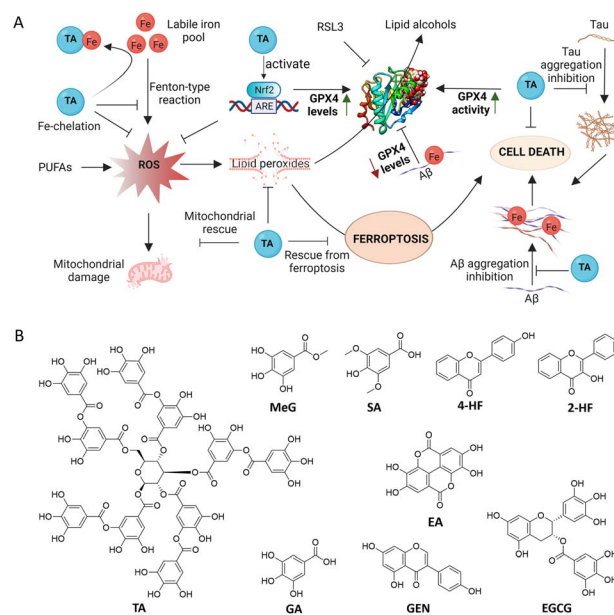 A
Labile iron
pool
TA
Fe
Fe
Fe
Fe
TA
Fe-chelation
Fenton-type
reaction
PUFAs
ROS
Mitochondrial
damage
TA
activate
Nrf2
ARE
GPX4
levels
Lipid peroxides
Mitochondrial
rescue
TA
Rescue from
ferroptosis
RSL3
Lipid alcohols
GPX4
activity
GPX4
levels
Fe
Aβ
FERROPTOSIS
TA
Tau
Tau
aggregation
inhibition
CELL DEATH
Fe
Fe
Fe
Aβ aggregation
inhibition
TA
Aβ
B
MeG
SA
4-HF
2-HF
EA
TA
GA
GEN
EGCG